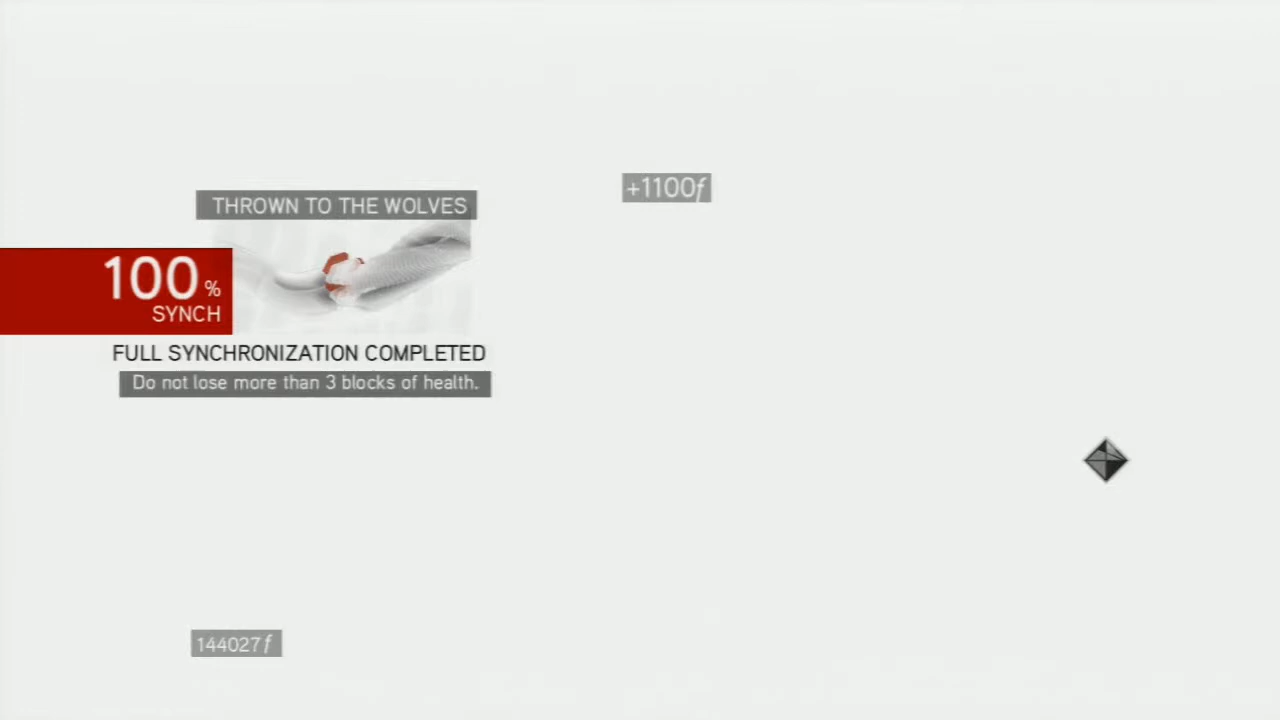 THROWN TO THE WOLVES
+1100ƒ
100%
SYNCH
FULL SYNCHRONIZATION COMPLETED
Do not lose more than 3 blocks of health.
144027ƒ